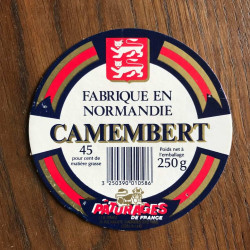 FABRIQUE EN
NORMANDIE
CAMEMBERT
45
pour cent de
matière grasse
Poids net à
l'emballage
250g
3 250390 010586
PATURAGES
DE FRANCE